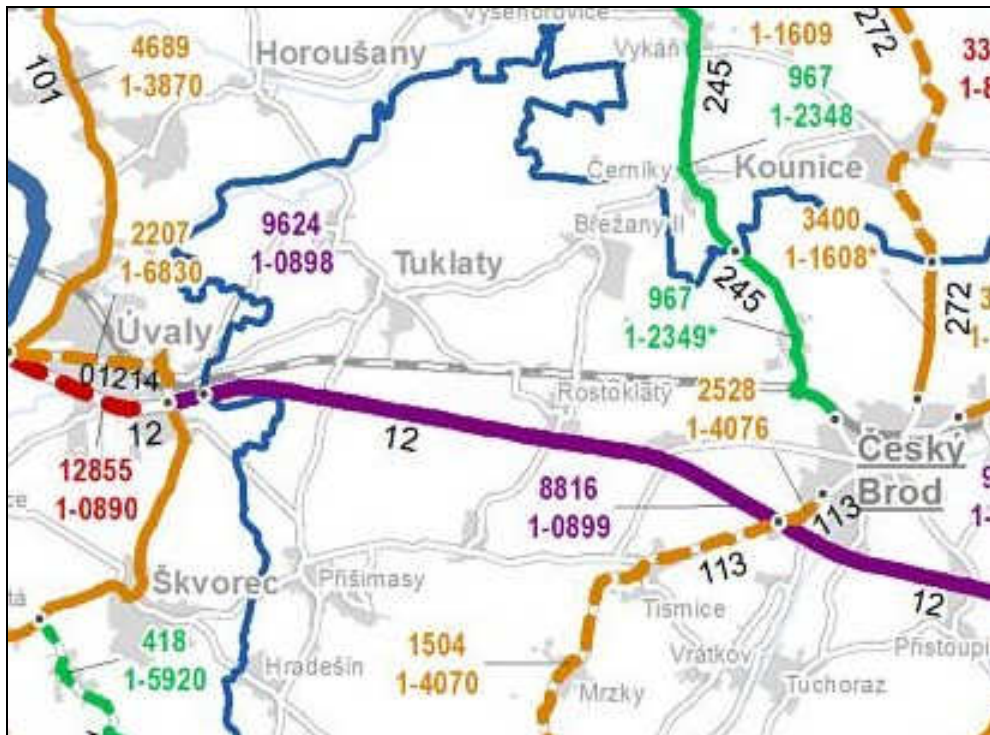 Vyšehořovice
272
4689
1-3870
Horoušany
Vykáň
1-1609
101
245
967
1-2348
Černíky
Kounice
2207
1-6830
9624
1-0898
Břežany II
3400
1-1608*
Tuklaty
967
1-2349*
245
272
Úvaly
01214
12
Rostoklaty
2528
1-4076
12
12855
1-0890
8816
1-0899
Český
Brod
113
113
Škvorec
Přišimasy
12
Tismice
418
1-5920
Hradešín
1504
1-4070
Mrzky
Vrátkov
Tuchoraz
Přistoupi